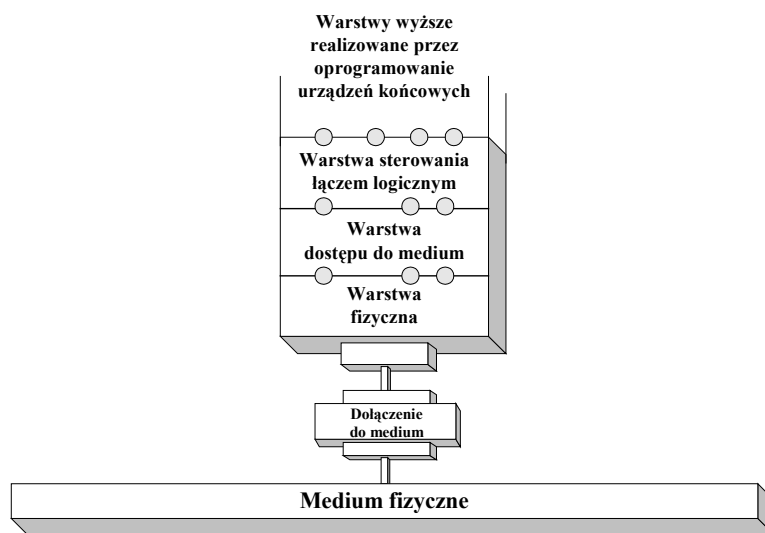 Warstwy wyższe
realizowane przez
oprogramowanie
urządzeń końcowych
Warstwa sterowania
łączem logicznym
Warstwa
dostępu do medium
Warstwa
fizyczna
Dołączenie
do medium
Medium fizyczne